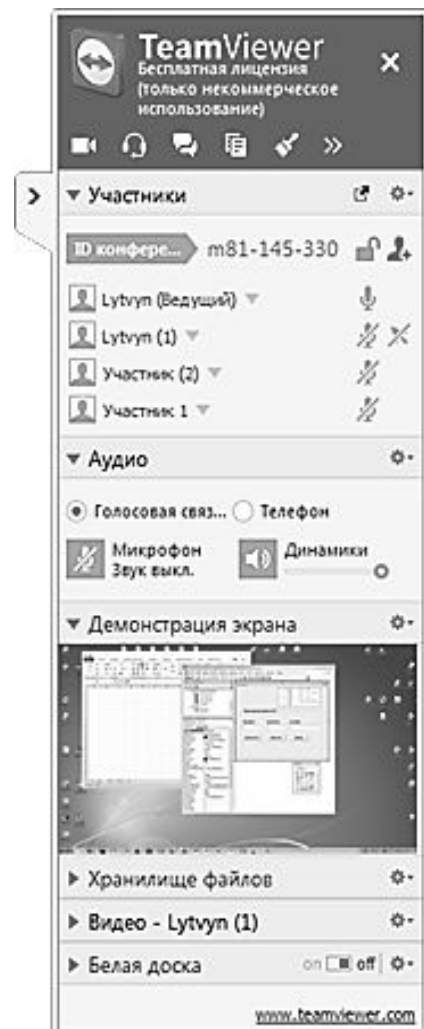 TeamViewer
Бесплатная лицензия
(только некоммерческое
использование)
Участники
ID конфере... m81-145-330
Lytvyn (Ведущий)
Lytvyn (1)
Участник (2)
Участник 1
Аудио
Голосовая связ... Телефон
Микрофон Динамики
Звук выкл.
Демонстрация экрана
Хранилище файлов
Видео - Lytvyn (1)
Белая доска on off
www.teamviewer.com